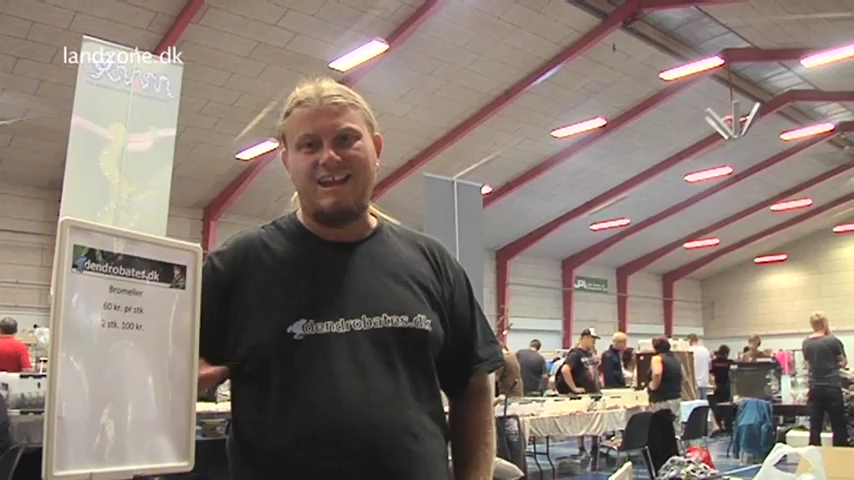 landzone.dk
dendrobates.dk
Bromelier
60 kr. pr stk.
2 stk. 100 kr.
dendrobates.dk